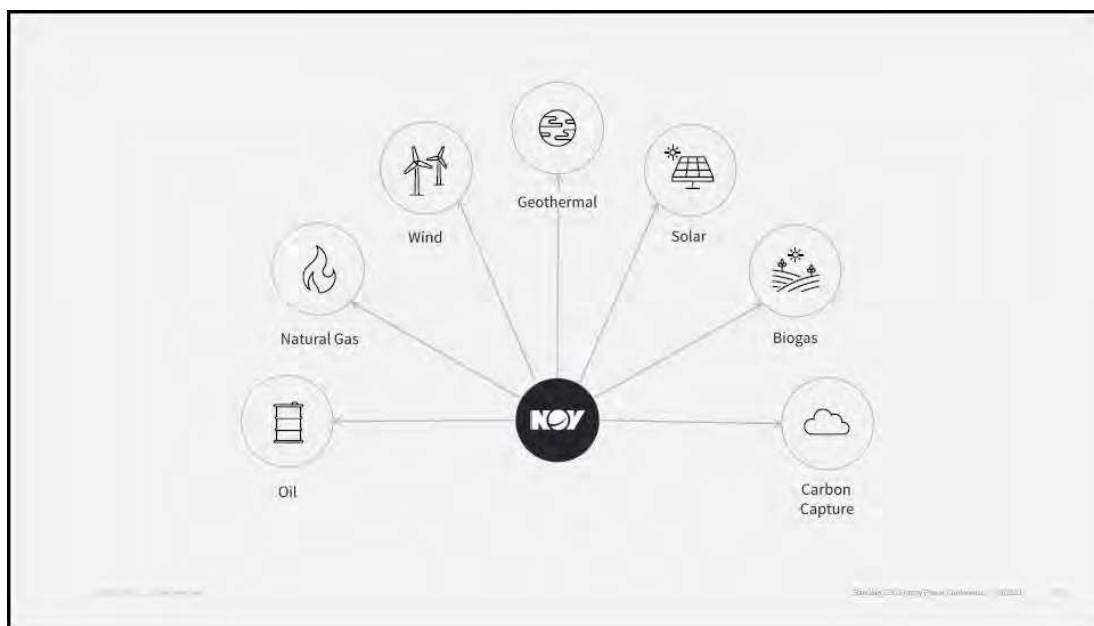 Geothermal
Wind
Solar
Natural Gas
Biogas
NOV
Oil
Carbon
Capture